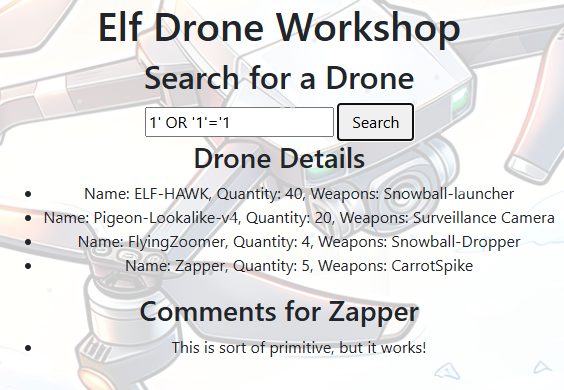 Elf Drone Workshop
Search for a Drone
1' OR '1'='1 Search
Drone Details
Name: ELF-HAWK, Quantity: 40, Weapons: Snowball-launcher
Name: Pigeon-Lookalike-v4, Quantity: 20, Weapons: Surveillance Camera
Name: FlyingZoomer, Quantity: 4, Weapons: Snowball-Dropper
Name: Zapper, Quantity: 5, Weapons: CarrotSpike
Comments for Zapper
This is sort of primitive, but it works!